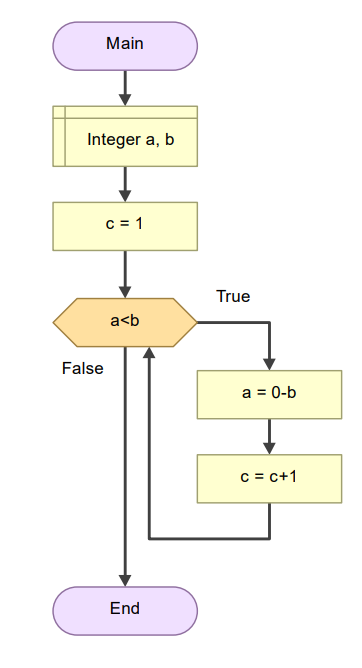 Main
Integer a, b
c = 1
a<b
True
False
a = 0-b
c = c+1
End